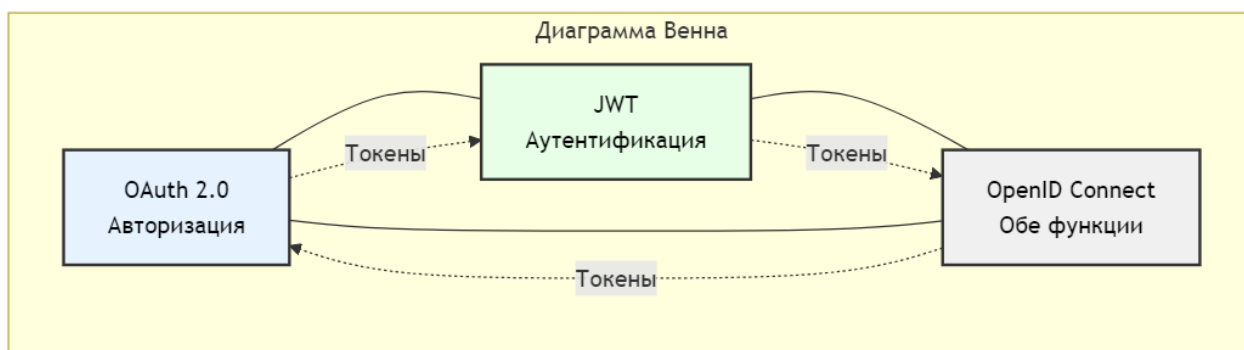 Диаграмма Венна
JWT
Аутентификация
Токены
Токены
OAuth 2.0
Авторизация
OpenID Connect
Обе функции
Токены